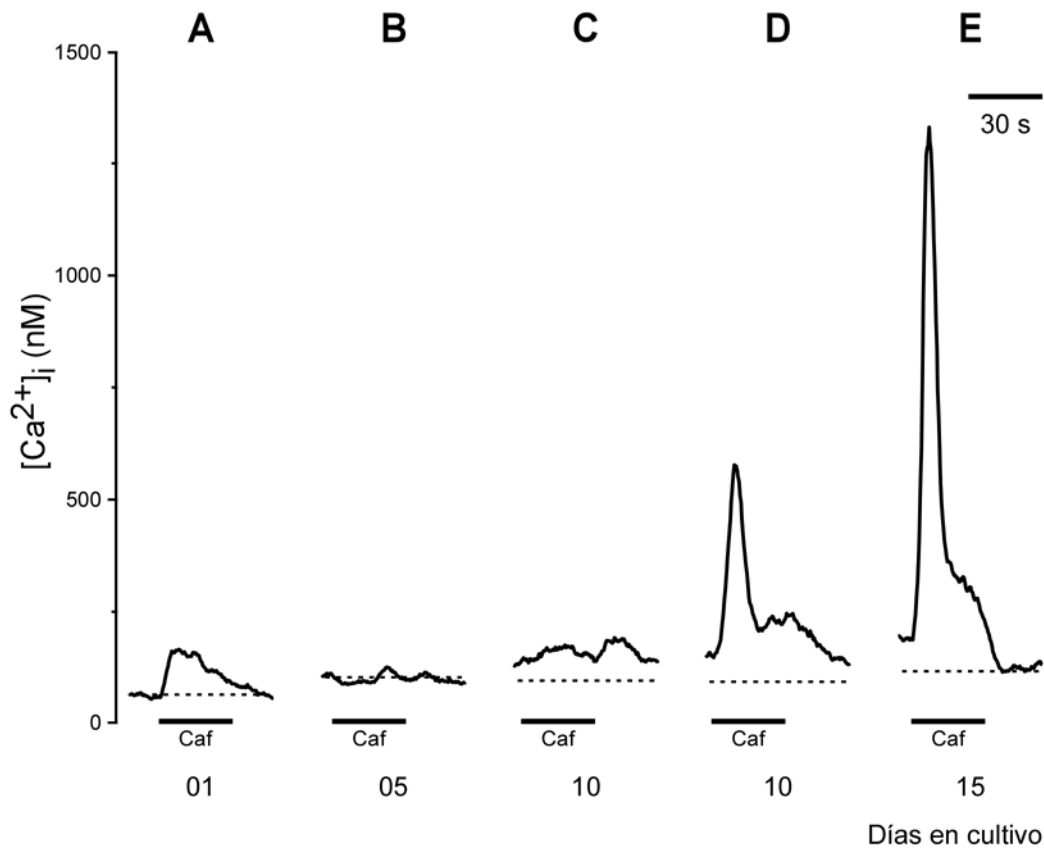 A B C D E
1500
30 s
1000
[Ca2+]i (nM)
500
0
Caf Caf Caf Caf Caf
01 05 10 10 15
Días en cultivo